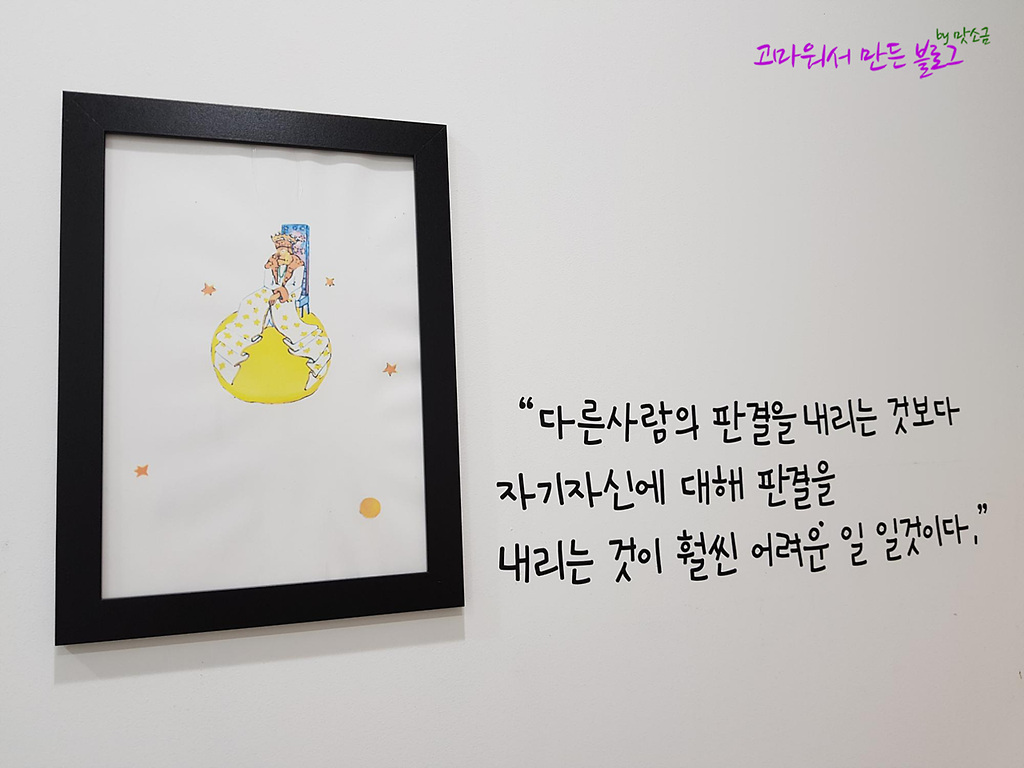 by 맛소금
고마워서 만든 블로그
“다른사람의 판결을 내리는 것보다
자기자신에 대해 판결을
내리는 것이 훨씬 어려운 일 일것이다.”